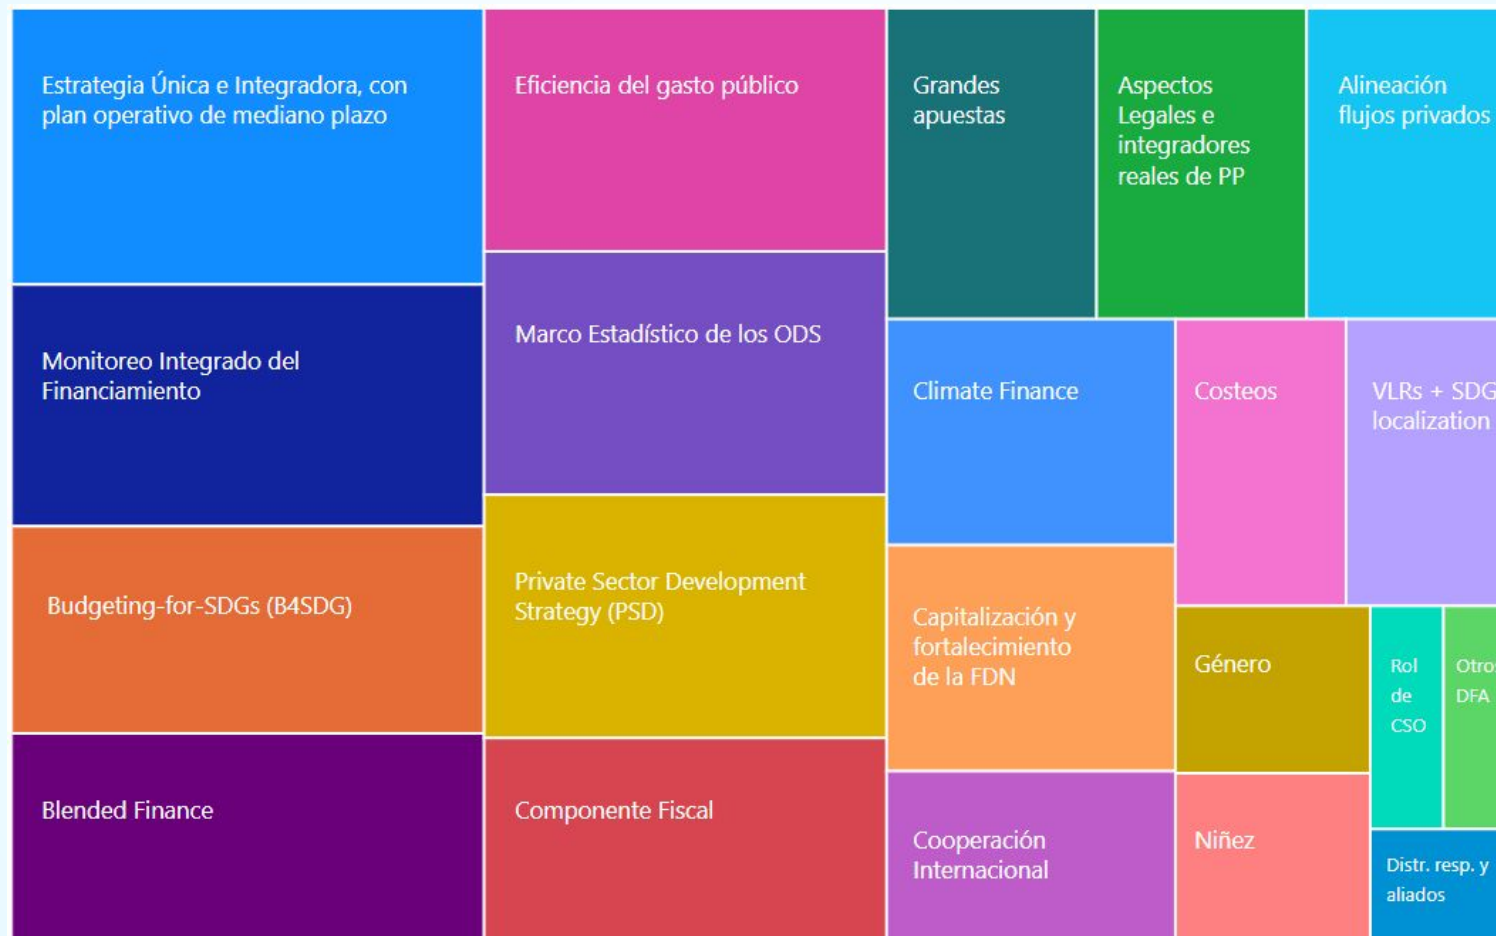 Estrategia Única e Integradora, con
plan operativo de mediano plazo
Monitoreo Integrado del
Financiamiento
Budgeting-for-SDGs (B4SDG)
Blended Finance
Eficiencia del gasto público
Marco Estadístico de los ODS
Private Sector Development
Strategy (PSD)
Componente Fiscal
Grandes
apuestas
Aspectos
Legales e
integradores
reales de PP
Alineación
flujos privados
Climate Finance
Costeos
VLRs + SDG
localization
Capitalización y
fortalecimiento
de la FDN
Género
Rol
de
CSO
Otros
DFA
Cooperación
Internacional
Niñez
Distr. resp. y
aliados